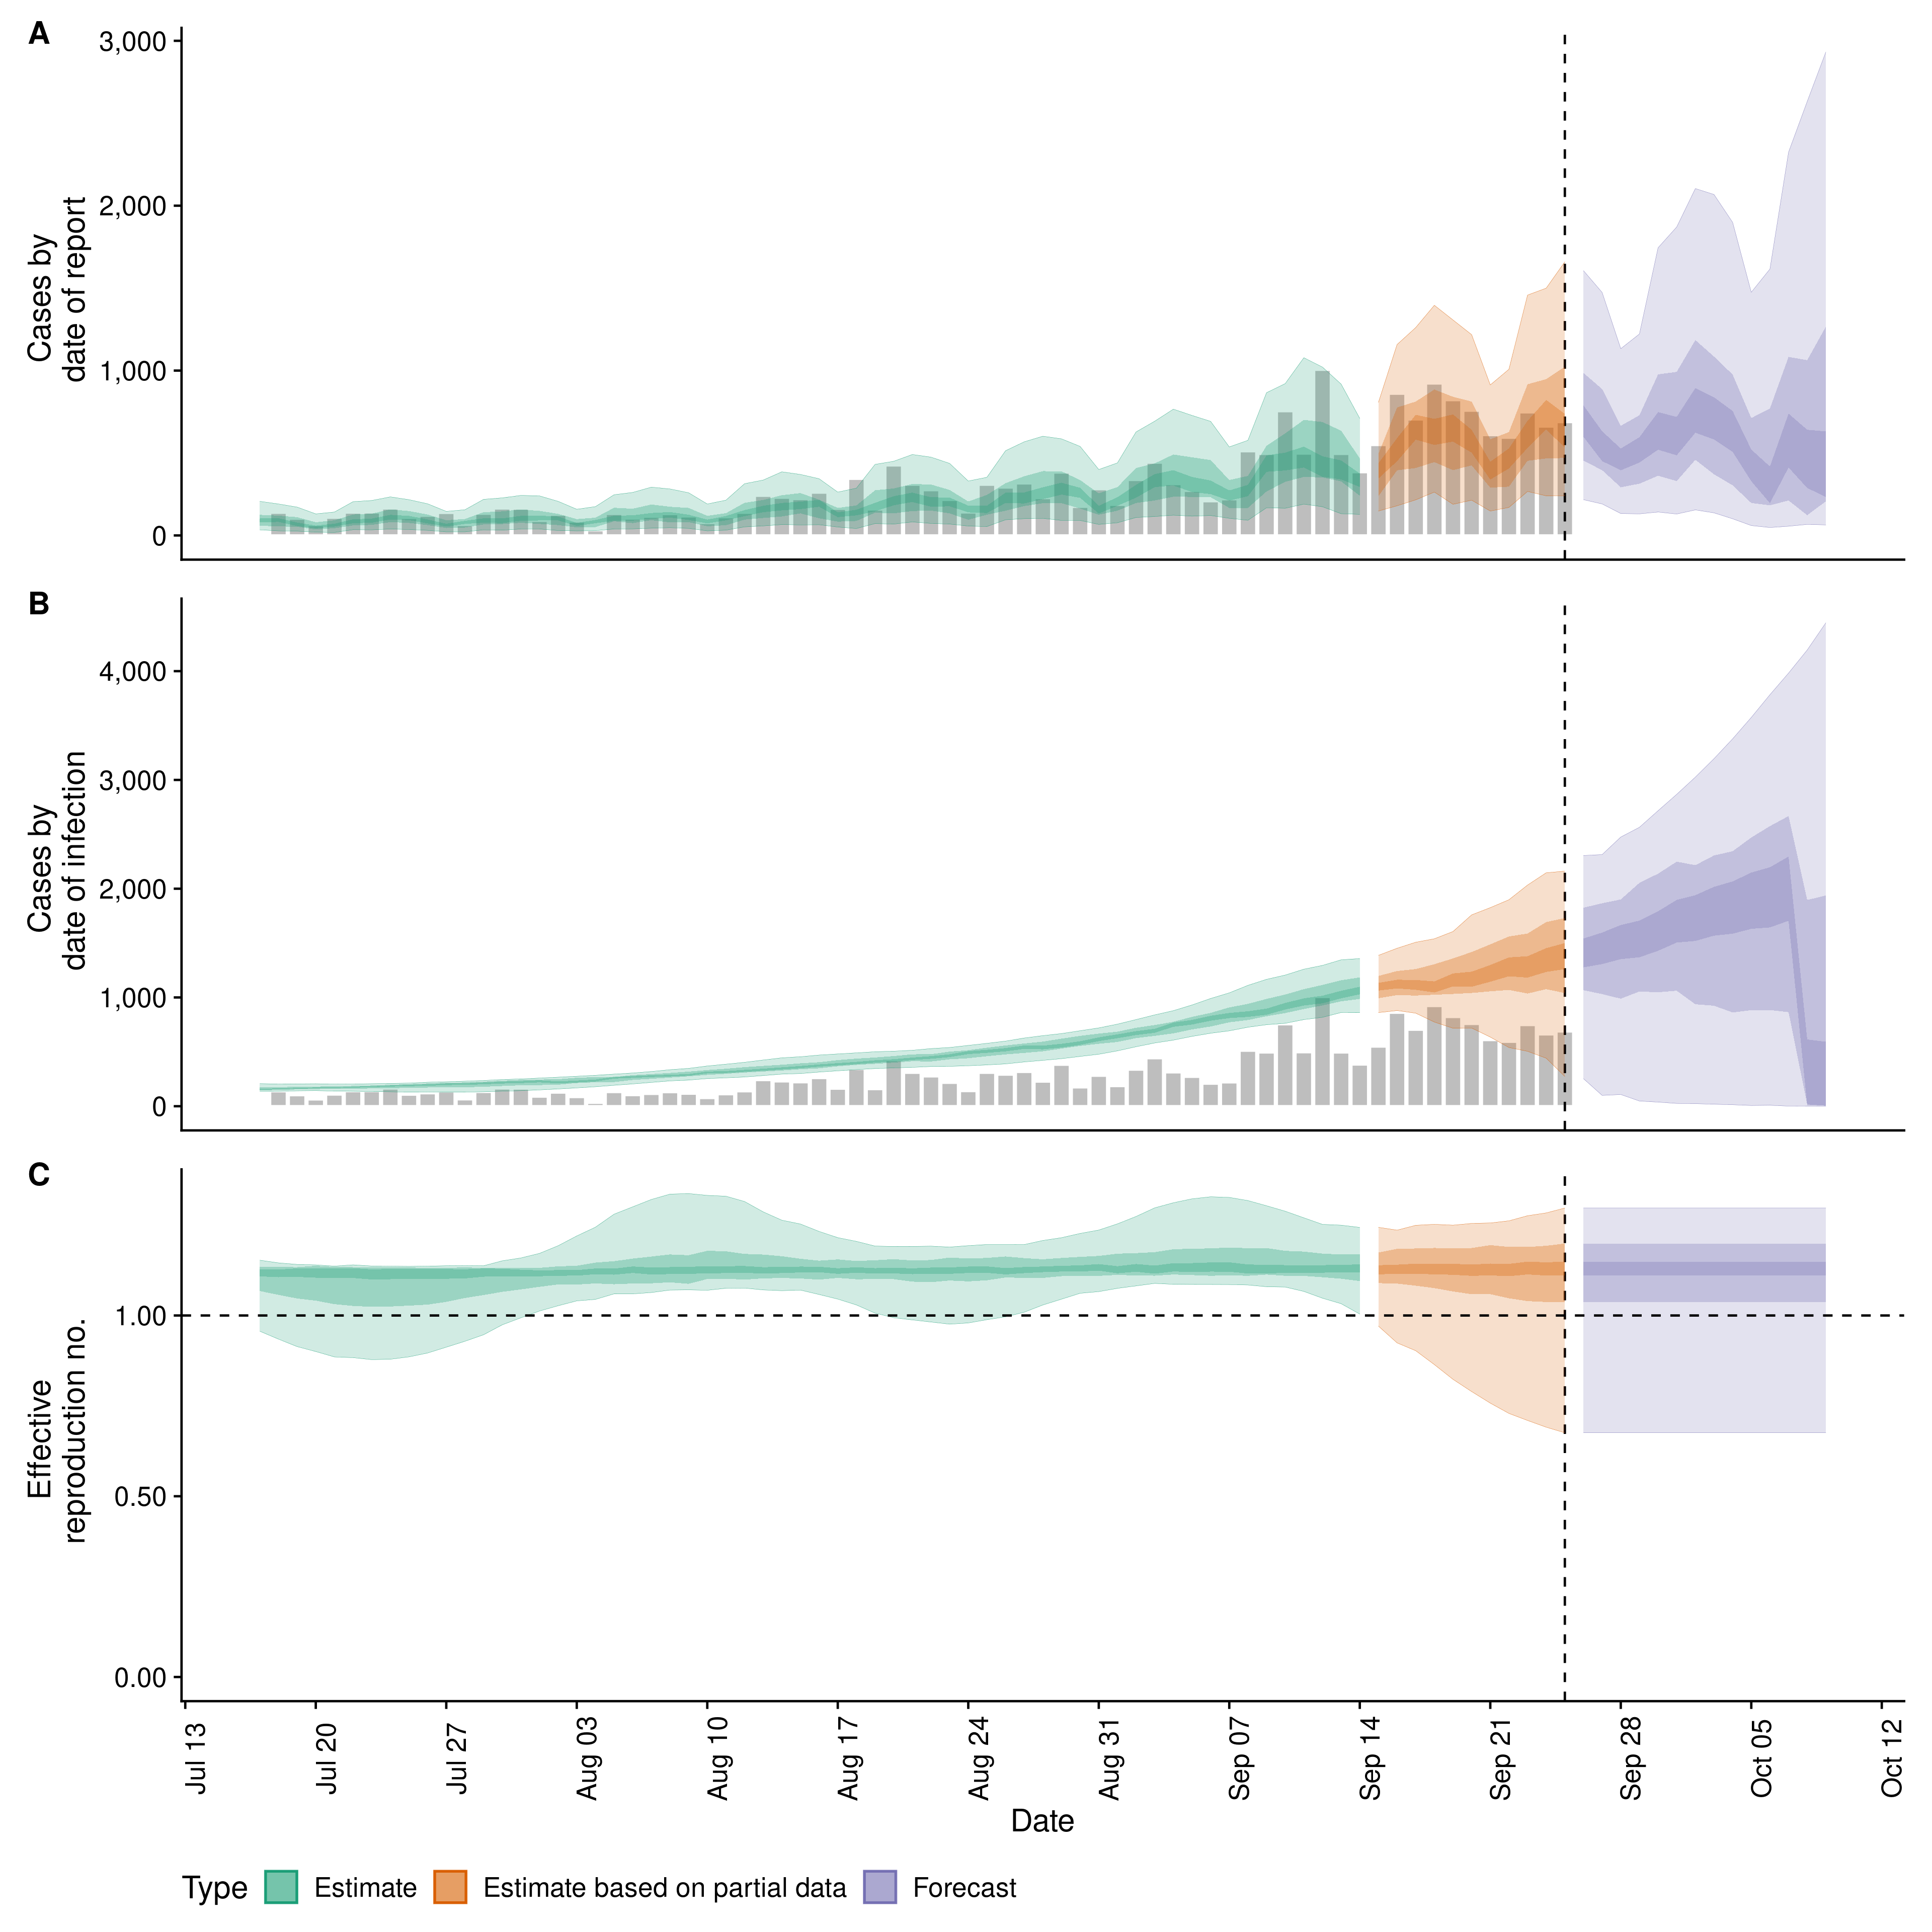 A
3,000
2,000
1,000
0
Cases by
date of report
B
4,000
3,000
2,000
1,000
0
Cases by
date of infection
C
1.00
0.50
0.00
Effective
reproduction no.
Jul 13
Jul 20
Jul 27
Aug 03
Aug 10
Aug 17
Aug 24
Aug 31
Sep 07
Sep 14
Sep 21
Sep 28
Oct 05
Oct 12
Date
Type Estimate Estimate based on partial data Forecast